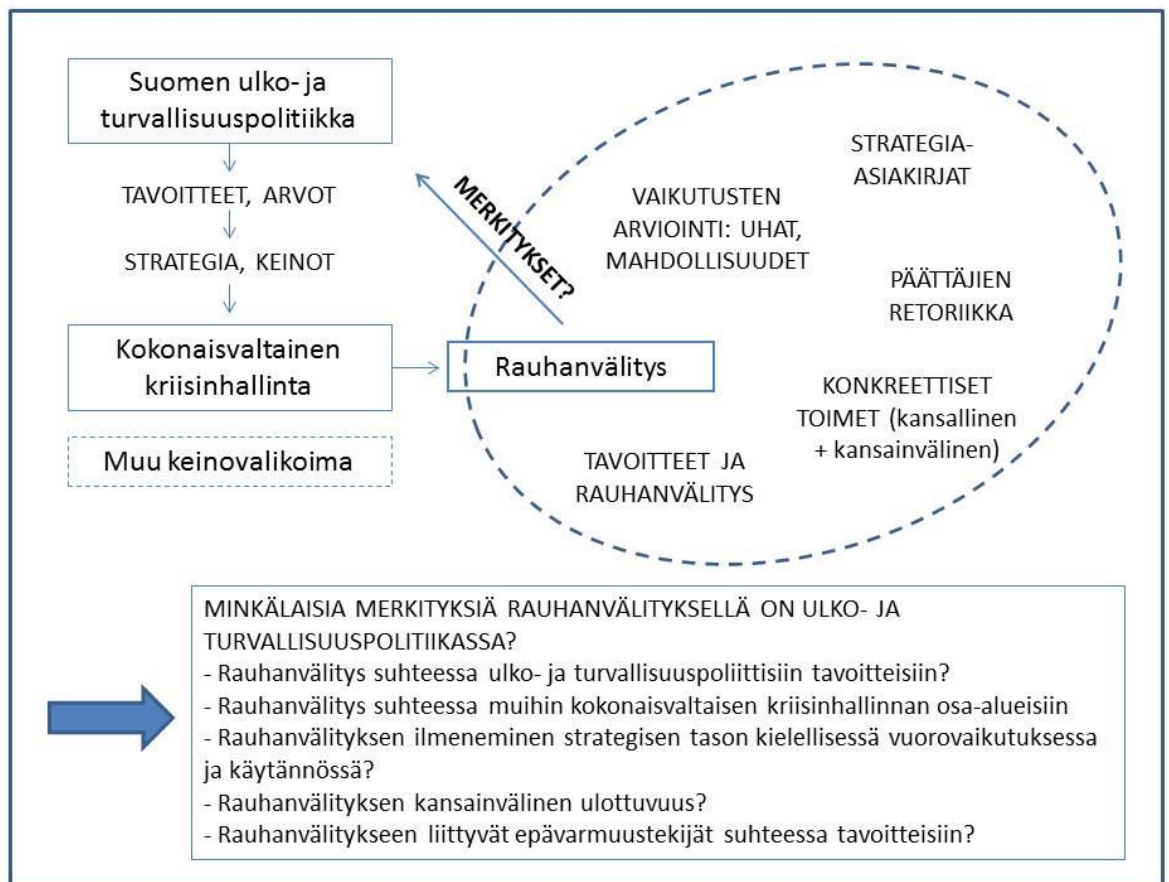 Suomen ulko- ja
turvallisuuspolitiikka
TAVOITTEET, ARVOT
STRATEGIA, KEINOT
Kokonaisvaltainen
kriisinhallinta
Muu keinovalikoima
MERKITYKSET?
Rauhanvälitys
VAIKUTUSTEN
ARVIOINTI: UHAT,
MAHDOLLISUUDET
STRATEGIA-
ASIAKIRJAT
PÄÄTTÄJIEN
RETORIIKKA
KONKREETTISET
TOIMET (kansallinen
+ kansainvälinen)
TAVOITTEET JA
RAUHANVÄLITYS
MINKÄLAISIA MERKITYKSIÄ RAUHANVÄLITYKSELLÄ ON ULKO- JA
TURVALLISUUSPOLITIIKASSA?
- Rauhanvälitys suhteessa ulko- ja turvallisuuspoliittisiin tavoitteisiin?
- Rauhanvälitys suhteessa muihin kokonaisvaltaisen kriisinhallinnan osa-alueisiin
- Rauhanvälityksen ilmeneminen strategisen tason kielellisessä vuorovaikutuksessa
ja käytännössä?
- Rauhanvälityksen kansainvälinen ulottuvuus?
- Rauhanvälitykseen liittyvät epävarmuustekijät suhteessa tavoitteisiin?